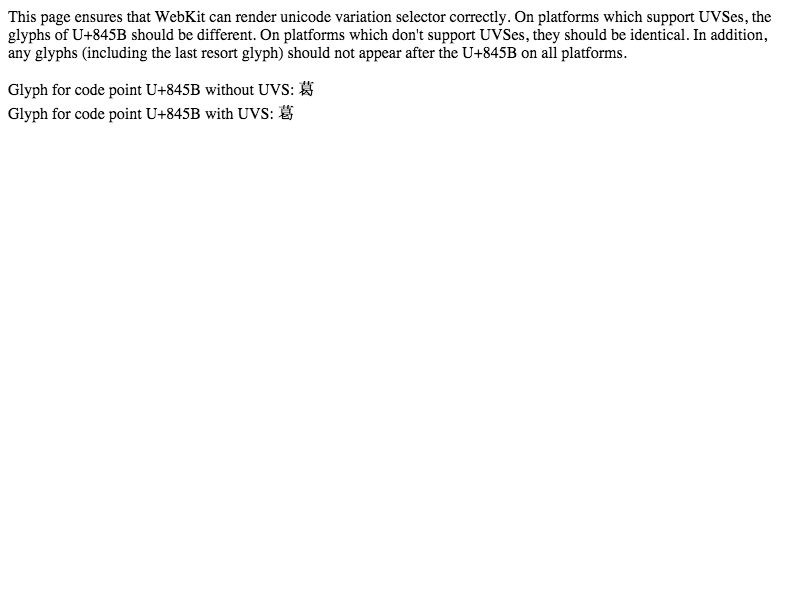 This page ensures that WebKit can render unicode variation selector correctly. On platforms which support UVSes, the
glyphs of U+845B should be different. On platforms which don't support UVSes, they should be identical. In addition,
any glyphs (including the last resort glyph) should not appear after the U+845B on all platforms.
Glyph for code point U+845B without UVS: 葛
Glyph for code point U+845B with UVS: 葛󠄀